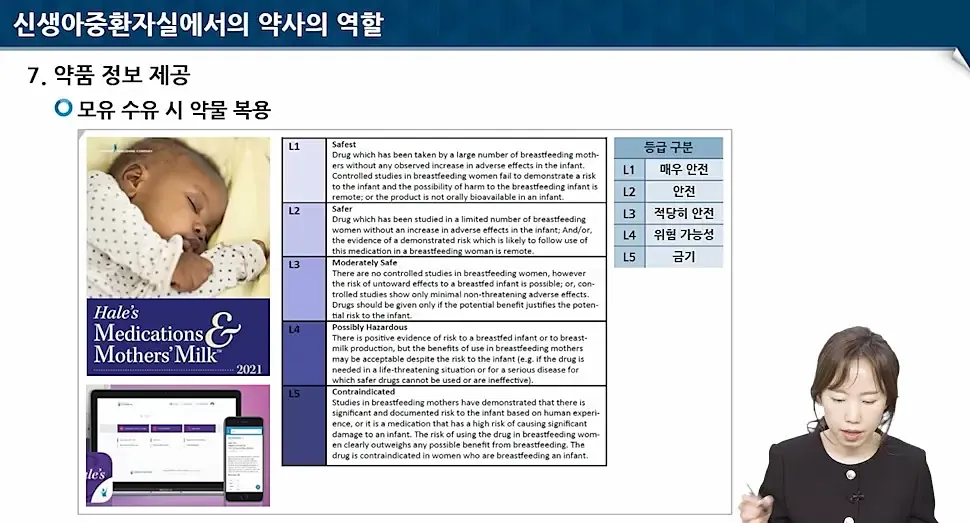 신생아중환자실에서의 약사의 역할
7. 약품 정보 제공
모유 수유 시 약물 복용
Hale's
Medications &
Mothers' Milk™
2021
L1
Safest
Drug which has been taken by a large number of breastfeeding moth-
ers without any observed increase in adverse effects in the infant.
Controlled studies in breastfeeding women fail to demonstrate a risk
to the infant and the possibility of harm to the breastfeeding infant is
remote; or the product is not orally bioavailable in an infant.
L2
Safer
Drug which has been studied in a limited number of breastfeeding
women without an increase in adverse effects in the infant; And/or,
the evidence of a demonstrated risk which is likely to follow use of
this medication in a breastfeeding woman is remote.
L3
Moderately Safe
There are no controlled studies in breastfeeding women, however
the risk of untoward effects to a breastfed infant is possible; or, con-
trolled studies show only minimal non-threatening adverse effects.
Drugs should be given only if the potential benefit justifies the poten-
tial risk to the infant.
L4
Possibly Hazardous
There is positive evidence of risk to a breastfed infant or to breast-
milk production, but the benefits of use in breastfeeding mothers
may be acceptable despite the risk to the infant (e.g. if the drug is
needed in a life-threatening situation or for a serious disease for
which safer drugs cannot be used or are ineffective).
L5
Contraindicated
Studies in breastfeeding mothers have demonstrated that there is
significant and documented risk to the infant based on human experi-
ence, or it is a medication that has a high risk of causing significant
damage to an infant. The risk of using the drug in breastfeeding wom-
en clearly outweighs any possible benefit from breastfeeding. The
drug is contraindicated in women who are breastfeeding an infant.
등급 구분
L1 매우 안전
L2 안전
L3 적당히 안전
L4 위험 가능성
L5 금기